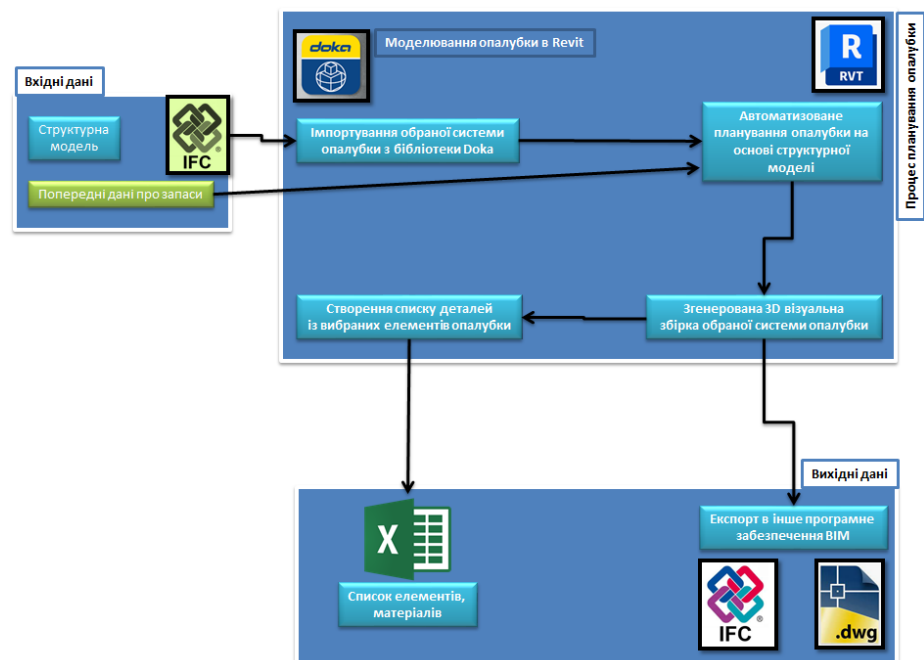 doka
Моделювання опалубки в Revit
R
RVT
Процес планування опалубки
Вхідні дані
Структурна
модель
IFC
Попередні дані про запаси
Імпортування обраної системи
опалубки з бібліотеки Doka
Автоматизоване
планування опалубки на
основі структурної
моделі
Створення списку деталей
із вибраних елементів опалубки
Згенерована 3D візуальна
збірка обраної системи опалубки
Вихідні дані
X
Список елементів,
матеріалів
Експорт в інше програмне
забезпечення BIM
IFC
.dwg